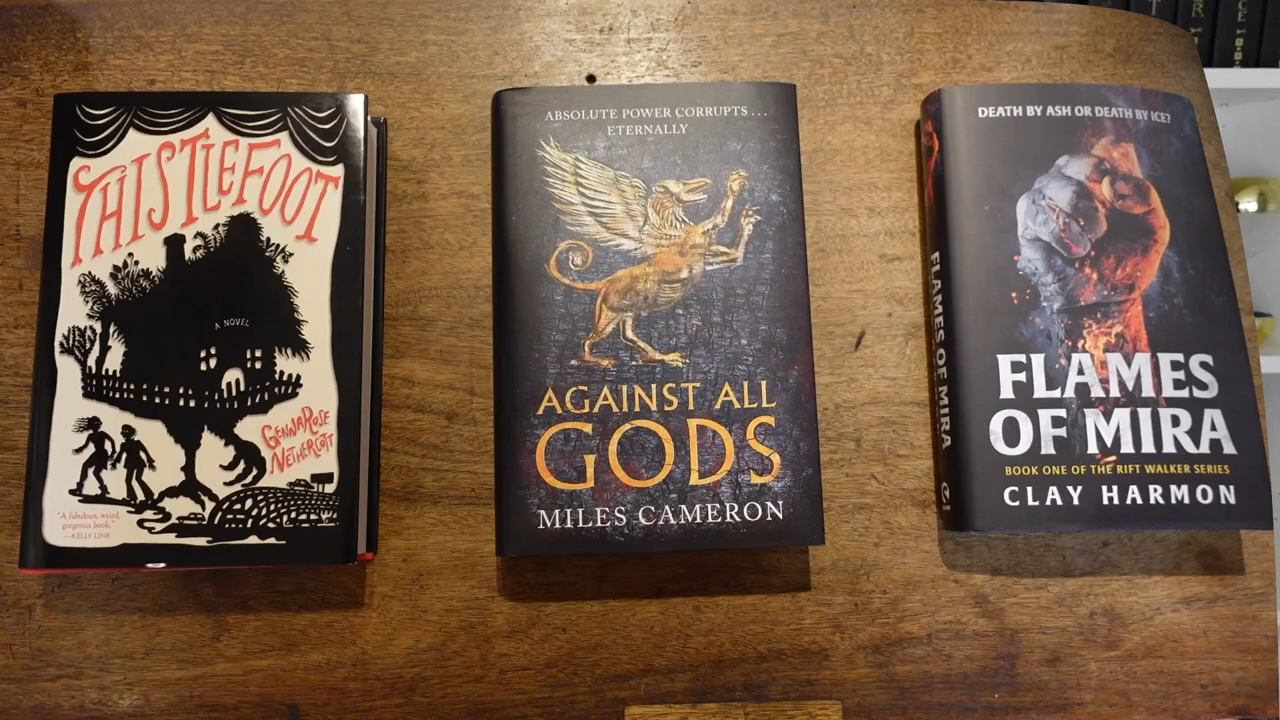 THISTLEFOOT
A NOVEL
GENNAROSE
NETHERCOTT
"A fabulous, weird,
gorgeous book."
—KELLY LINK
ABSOLUTE POWER CORRUPTS...
ETERNALLY
AGAINST ALL
GODS
MILES CAMERON
FLAMES OF MIRA
DEATH BY ASH OR DEATH BY ICE?
FLAMES
OF MIRA
BOOK ONE OF THE RIFT WALKER SERIES
CLAY HARMON